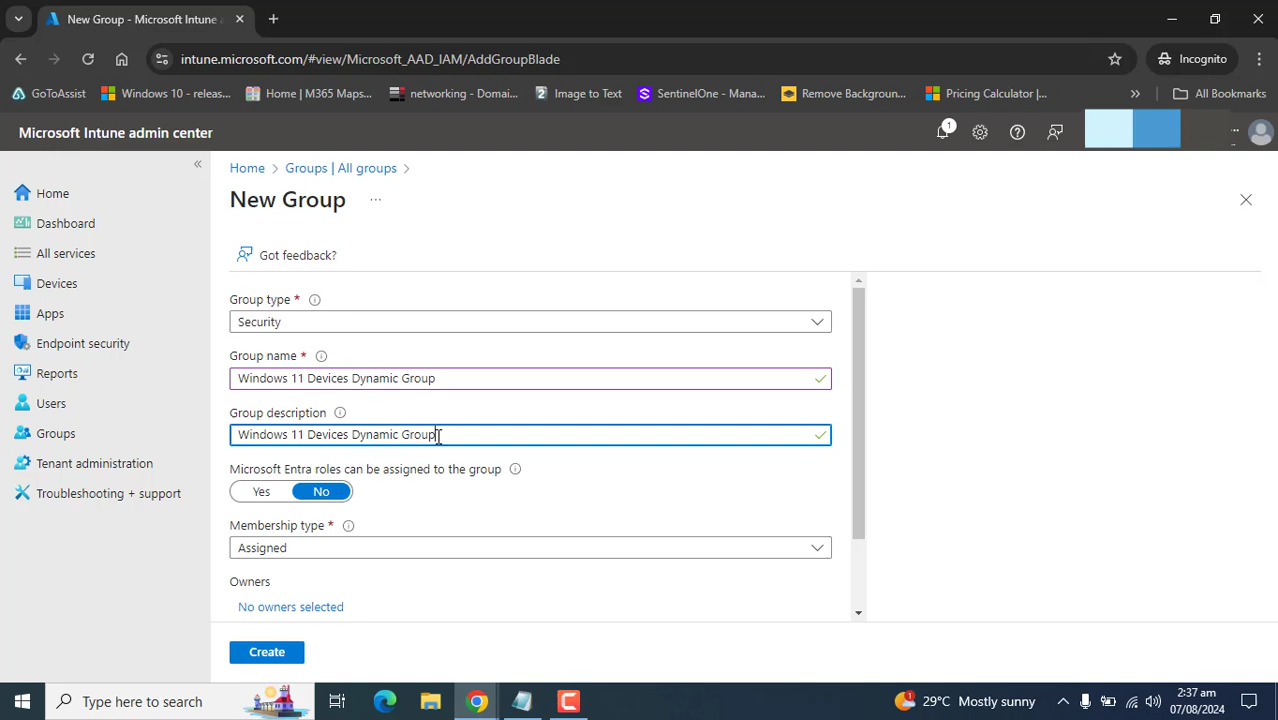 New Group - Microsoft Intune a
intune.microsoft.com/#view/Microsoft_AAD_IAM/AddGroupBlade
Incognito
GoToAssist
Windows 10 - releas...
Home | M365 Maps...
networking - Domai...
Image to Text
SentinelOne - Mana...
Remove Backgroun...
Pricing Calculator |...
»
All Bookmarks
Microsoft Intune admin center
1
...
«
Home
Dashboard
All services
Devices
Apps
Endpoint security
Reports
Users
Groups
Tenant administration
Troubleshooting + support
Home > Groups | All groups >
New Group ...
Got feedback?
Group type *
Security
Group name *
Windows 11 Devices Dynamic Group
Group description
Windows 11 Devices Dynamic Group
Microsoft Entra roles can be assigned to the group
Yes No
Membership type *
Assigned
Owners
No owners selected
Create
Type here to search
1
29°C Mostly sunny
2:37 am
07/08/2024